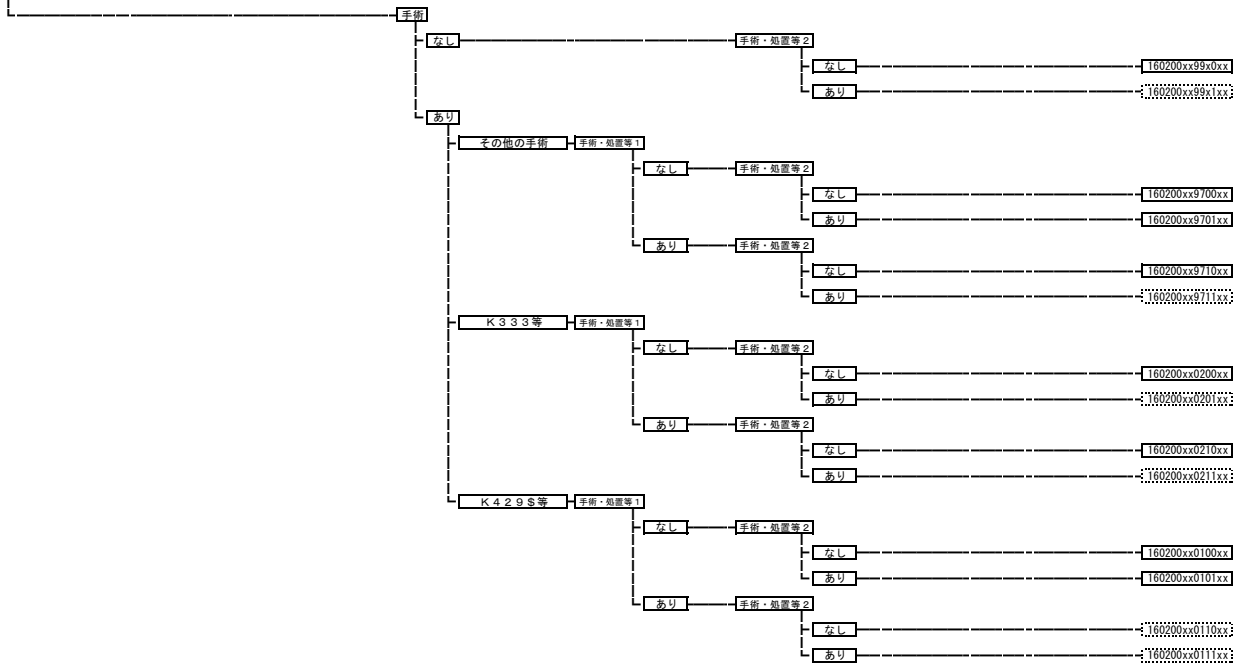 手術
なし 手術・処置等2
なし 160200xx99x0xx
あり 160200xx99x1xx
あり
その他の手術 手術・処置等1
なし 手術・処置等2
なし 160200xx9700xx
あり 160200xx9701xx
あり 手術・処置等2
なし 160200xx9710xx
あり 160200xx9711xx
K333等 手術・処置等1
なし 手術・処置等2
なし 160200xx0200xx
あり 160200xx0201xx
あり 手術・処置等2
なし 160200xx0210xx
あり 160200xx0211xx
K429$等 手術・処置等1
なし 手術・処置等2
なし 160200xx0100xx
あり 160200xx0101xx
あり 手術・処置等2
なし 160200xx0110xx
あり 160200xx0111xx